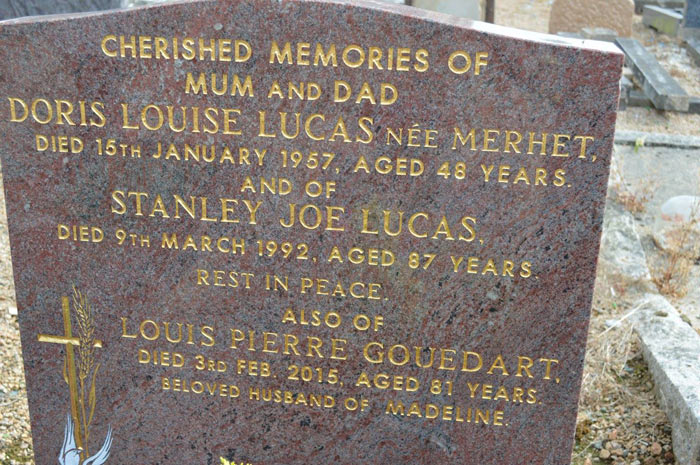 CHERISHED MEMORIES OF
MUM AND DAD
DORIS LOUISE LUCAS NÉE MERHET,
DIED 15TH JANUARY 1957, AGED 48 YEARS.
AND OF
STANLEY JOE LUCAS,
DIED 9TH MARCH 1992, AGED 87 YEARS.
REST IN PEACE.
ALSO OF
LOUIS PIERRE GOUEDART,
DIED 3RD FEB. 2015, AGED 81 YEARS.
BELOVED HUSBAND OF MADELINE.